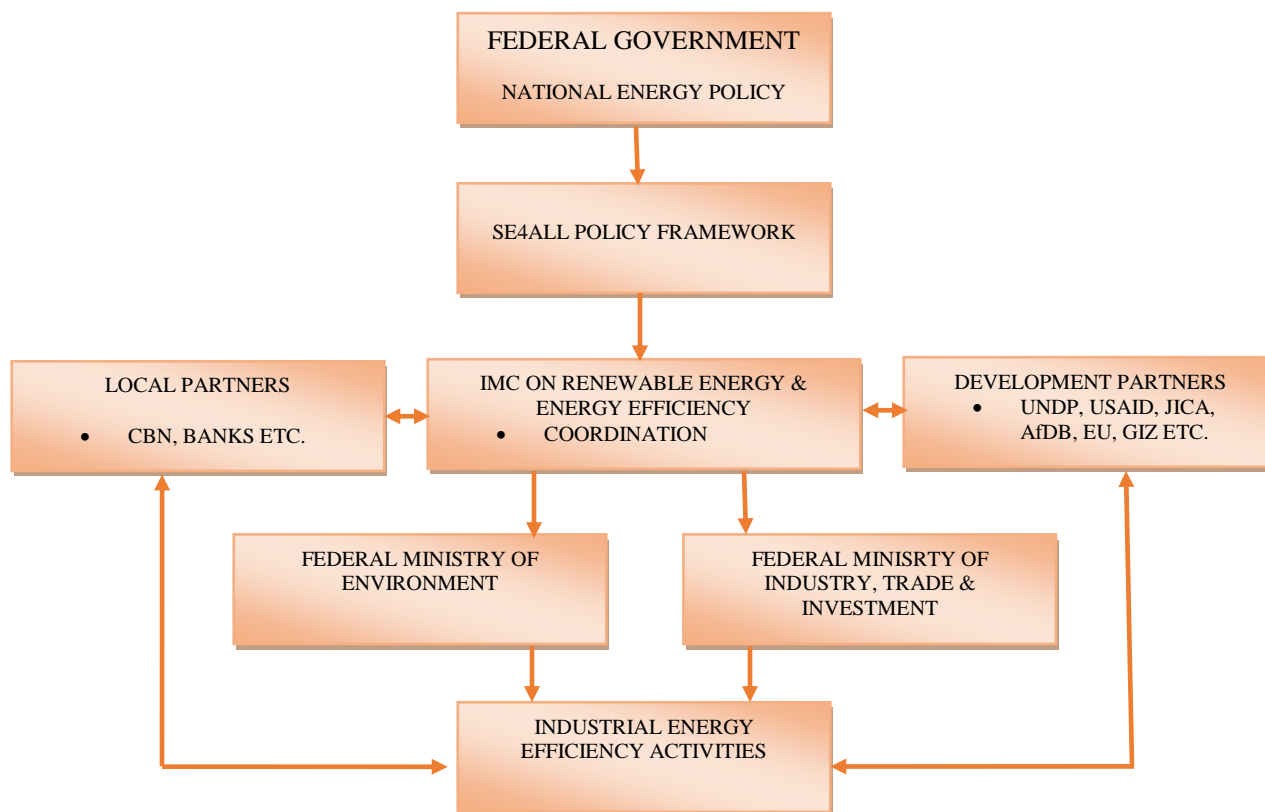 FEDERAL GOVERNMENT
NATIONAL ENERGY POLICY
SE4ALL POLICY FRAMEWORK
LOCAL PARTNERS
• CBN, BANKS ETC.
IMC ON RENEWABLE ENERGY &
ENERGY EFFICIENCY
• COORDINATION
DEVELOPMENT PARTNERS
• UNDP, USAID, JICA,
AfDB, EU, GIZ ETC.
FEDERAL MINISTRY OF
ENVIRONMENT
FEDERAL MINISRTY OF
INDUSTRY, TRADE &
INVESTMENT
INDUSTRIAL ENERGY
EFFICIENCY ACTIVITIES